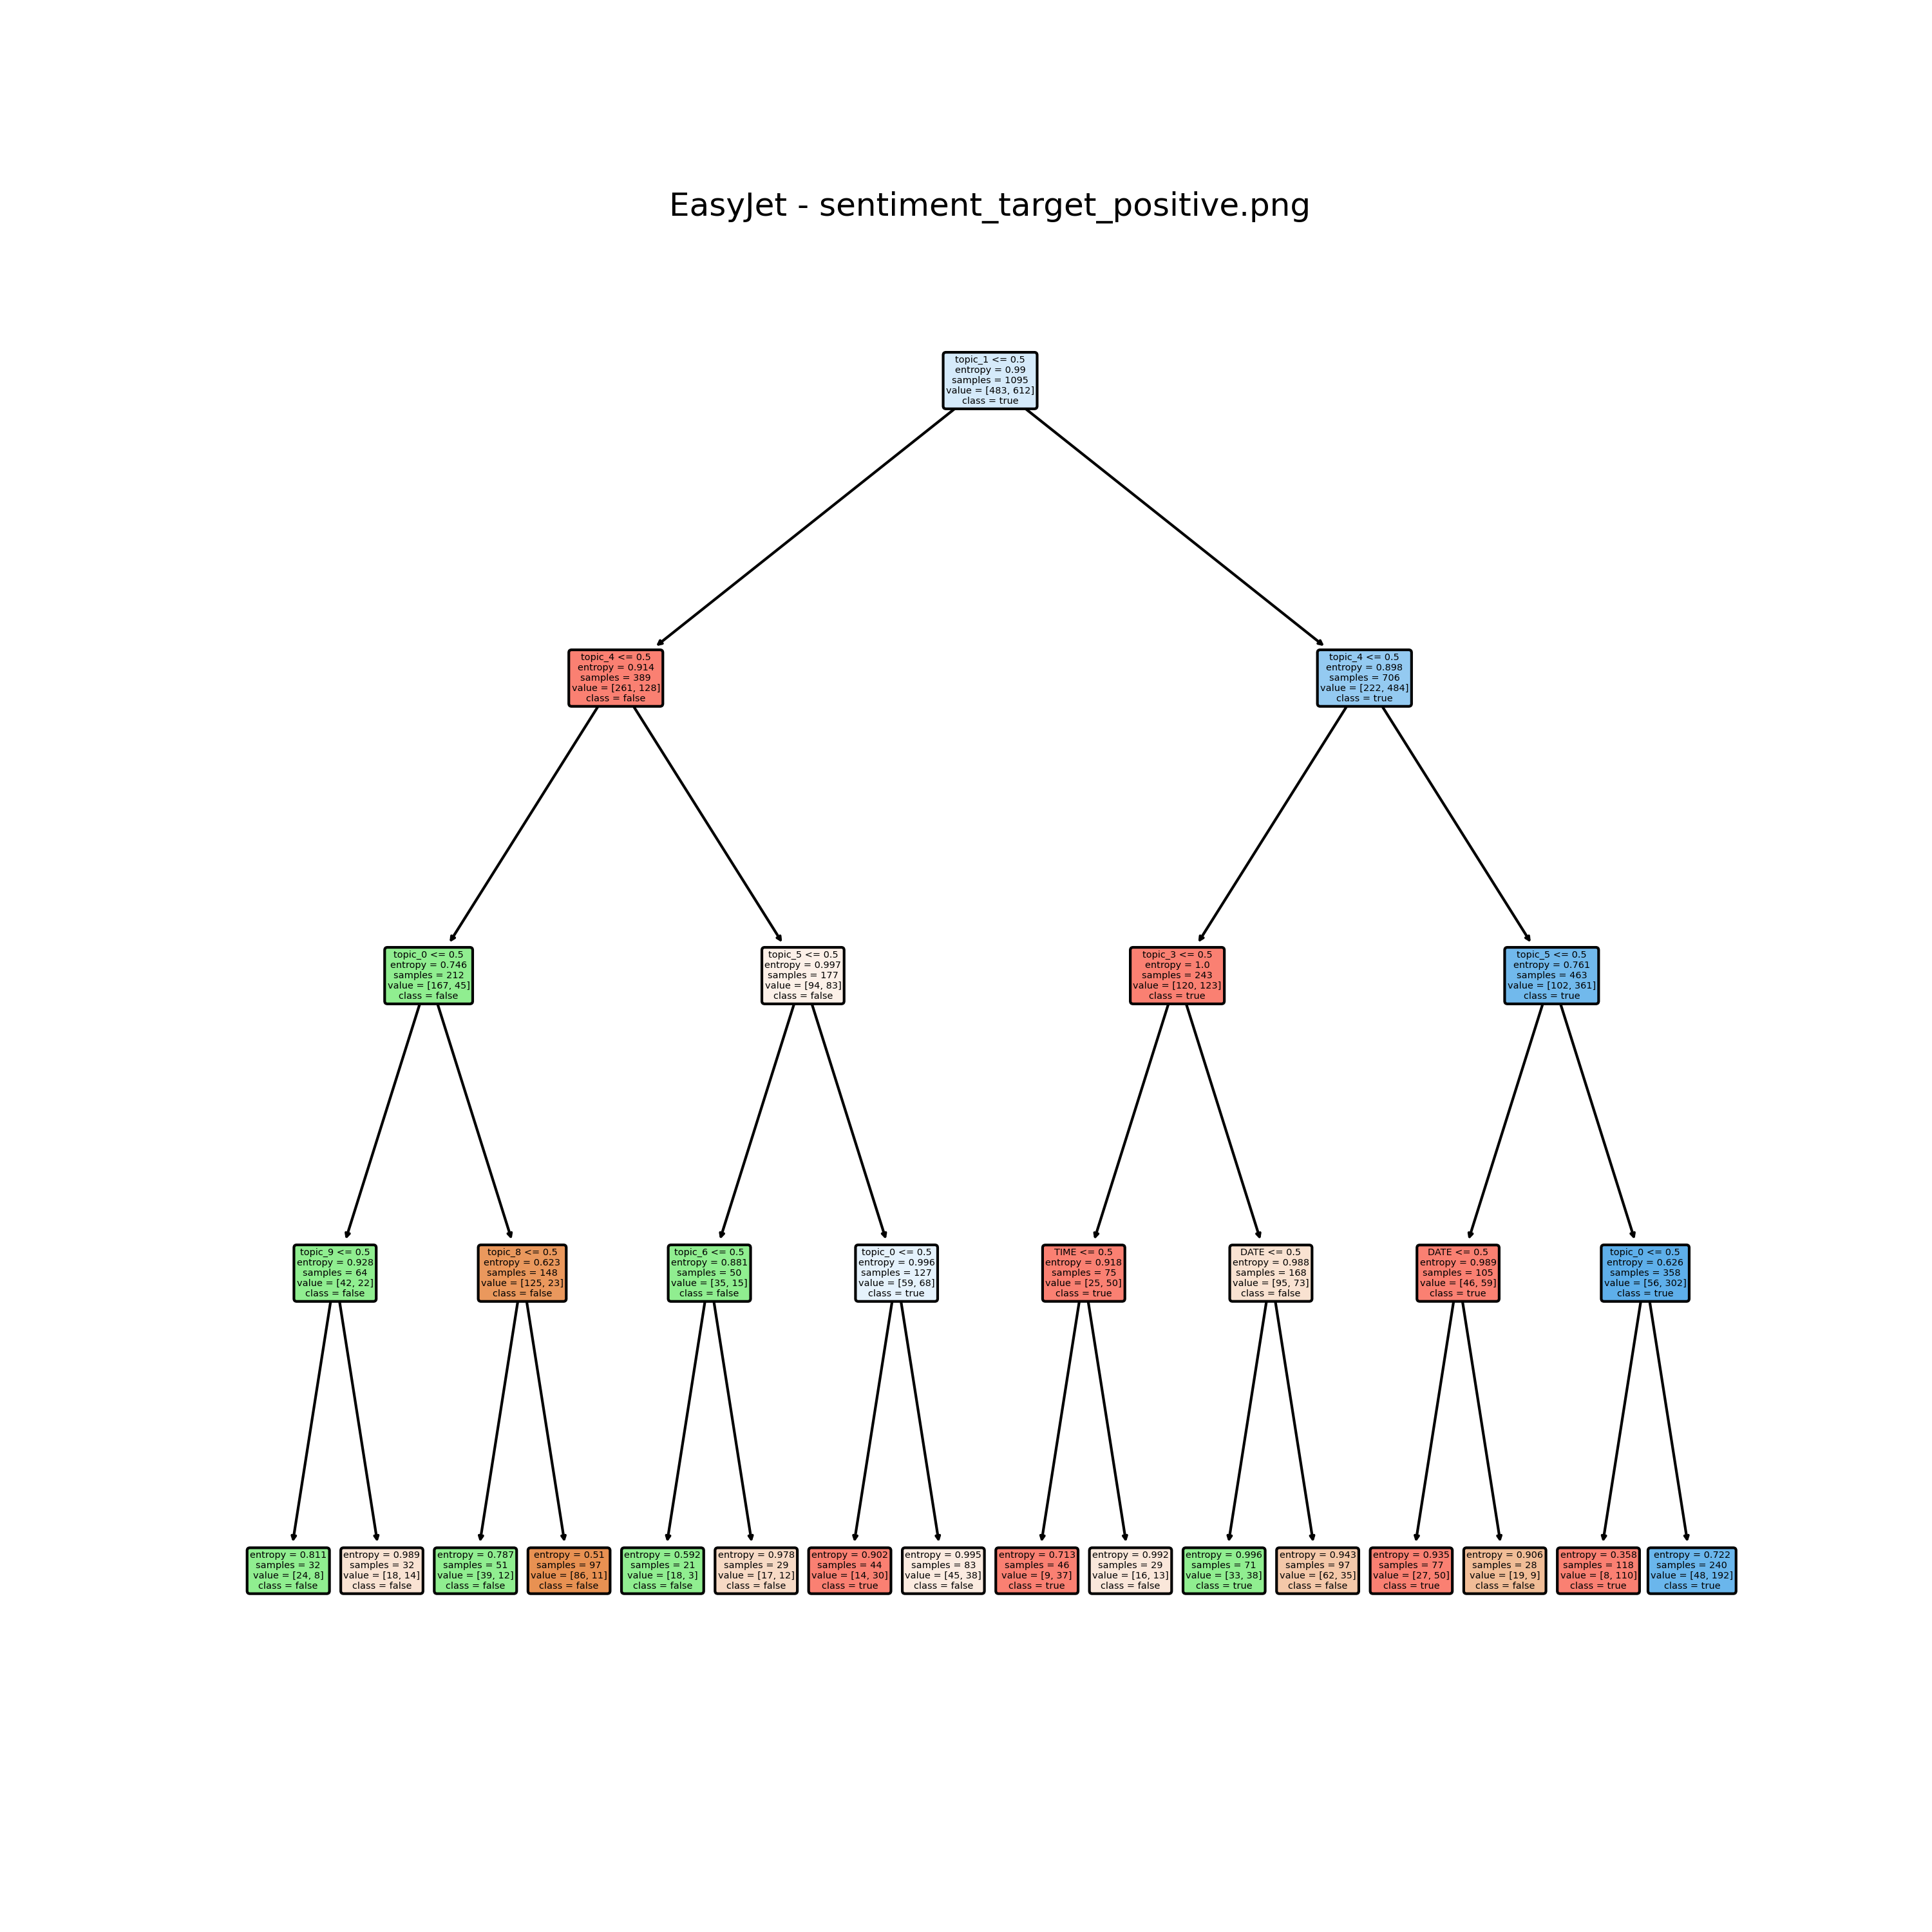 EasyJet - sentiment_target_positive.png
topic_1 <= 0.5
entropy = 0.99
samples = 1095
value = [483, 612]
class = true
topic_4 <= 0.5
entropy = 0.914
samples = 389
value = [261, 128]
class = false
topic_4 <= 0.5
entropy = 0.898
samples = 706
value = [222, 484]
class = true
topic_0 <= 0.5
entropy = 0.746
samples = 212
value = [167, 45]
class = false
topic_5 <= 0.5
entropy = 0.997
samples = 177
value = [94, 83]
class = false
topic_3 <= 0.5
entropy = 1.0
samples = 243
value = [120, 123]
class = true
topic_5 <= 0.5
entropy = 0.761
samples = 463
value = [102, 361]
class = true
topic_9 <= 0.5
entropy = 0.928
samples = 64
value = [42, 22]
class = false
topic_8 <= 0.5
entropy = 0.623
samples = 148
value = [125, 23]
class = false
topic_6 <= 0.5
entropy = 0.881
samples = 50
value = [35, 15]
class = false
topic_0 <= 0.5
entropy = 0.996
samples = 127
value = [59, 68]
class = true
TIME <= 0.5
entropy = 0.918
samples = 75
value = [25, 50]
class = true
DATE <= 0.5
entropy = 0.988
samples = 168
value = [95, 73]
class = false
DATE <= 0.5
entropy = 0.989
samples = 105
value = [46, 59]
class = true
topic_0 <= 0.5
entropy = 0.626
samples = 358
value = [56, 302]
class = true
entropy = 0.811
samples = 32
value = [24, 8]
class = false
entropy = 0.989
samples = 32
value = [18, 14]
class = false
entropy = 0.787
samples = 51
value = [39, 12]
class = false
entropy = 0.51
samples = 97
value = [86, 11]
class = false
entropy = 0.592
samples = 21
value = [18, 3]
class = false
entropy = 0.978
samples = 29
value = [17, 12]
class = false
entropy = 0.902
samples = 44
value = [14, 30]
class = true
entropy = 0.995
samples = 83
value = [45, 38]
class = false
entropy = 0.713
samples = 46
value = [9, 37]
class = true
entropy = 0.992
samples = 29
value = [16, 13]
class = false
entropy = 0.996
samples = 71
value = [33, 38]
class = true
entropy = 0.943
samples = 97
value = [62, 35]
class = false
entropy = 0.935
samples = 77
value = [27, 50]
class = true
entropy = 0.906
samples = 28
value = [19, 9]
class = false
entropy = 0.358
samples = 118
value = [8, 110]
class = true
entropy = 0.722
samples = 240
value = [48, 192]
class = true